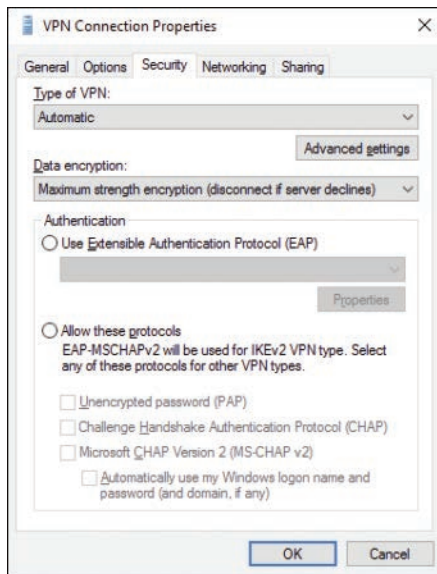 VPN Connection Properties
General Options Security Networking Sharing
Type of VPN:
Automatic
Advanced settings
Data encryption:
Maximum strength encryption (disconnect if server declines)
Authentication
Use Extensible Authentication Protocol (EAP)
Properties
Allow these protocols
EAP-MSCHAPv2 will be used for IKEv2 VPN type. Select
any of these protocols for other VPN types.
Unencrypted password (PAP)
Challenge Handshake Authentication Protocol (CHAP)
Microsoft CHAP Version 2 (MS-CHAP v2)
Automatically use my Windows logon name and
password (and domain, if any)
OK Cancel